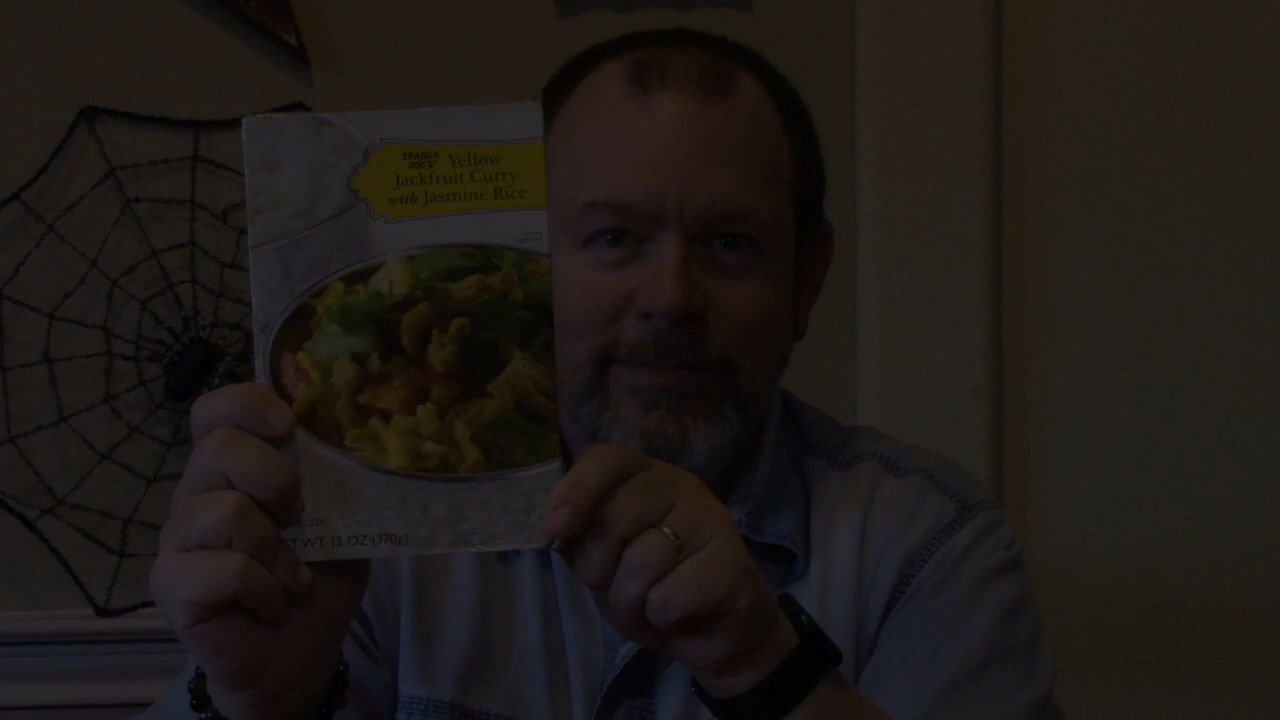 TRADER JOE'S Yellow
Jackfruit Curry
with Jasmine Rice
T WT. 13 OZ (370g)